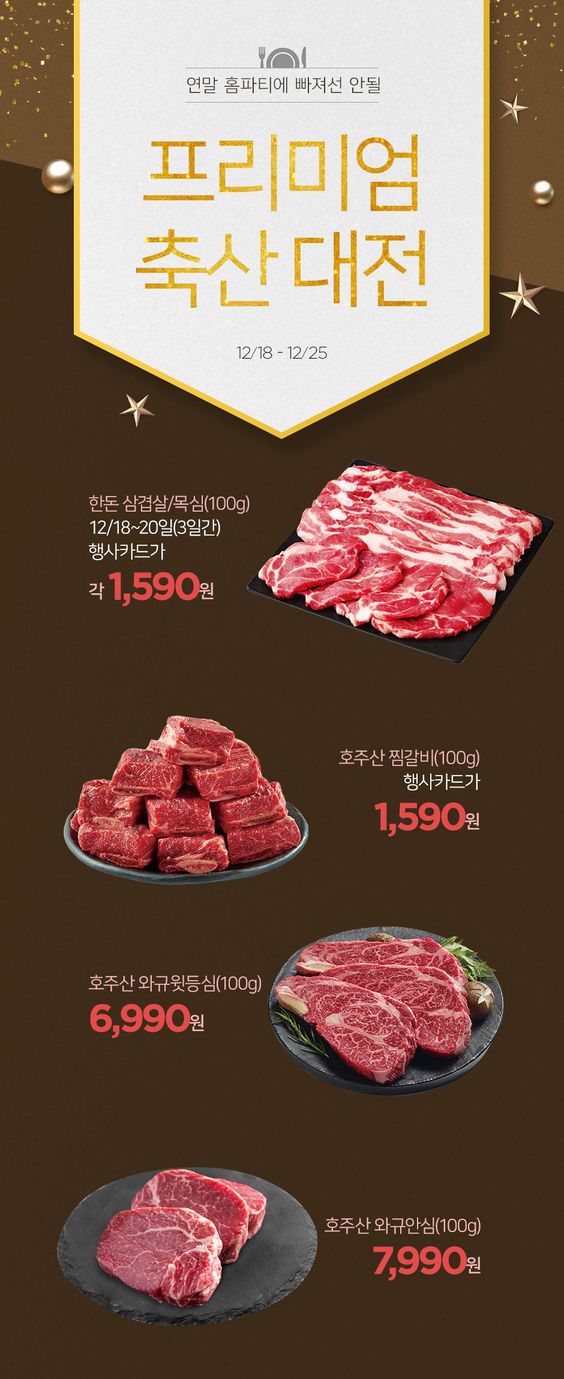 연말 홈파티에 빠져선 안될
프리미엄
축산 대전
12/18 - 12/25
한돈 삼겹살/목심(100g)
12/18~20일(3일간)
행사카드가
각 1,590원
호주산 찜갈비(100g)
행사카드가
1,590원
호주산 와규윗등심(100g)
6,990원
호주산 와규안심(100g)
7,990원